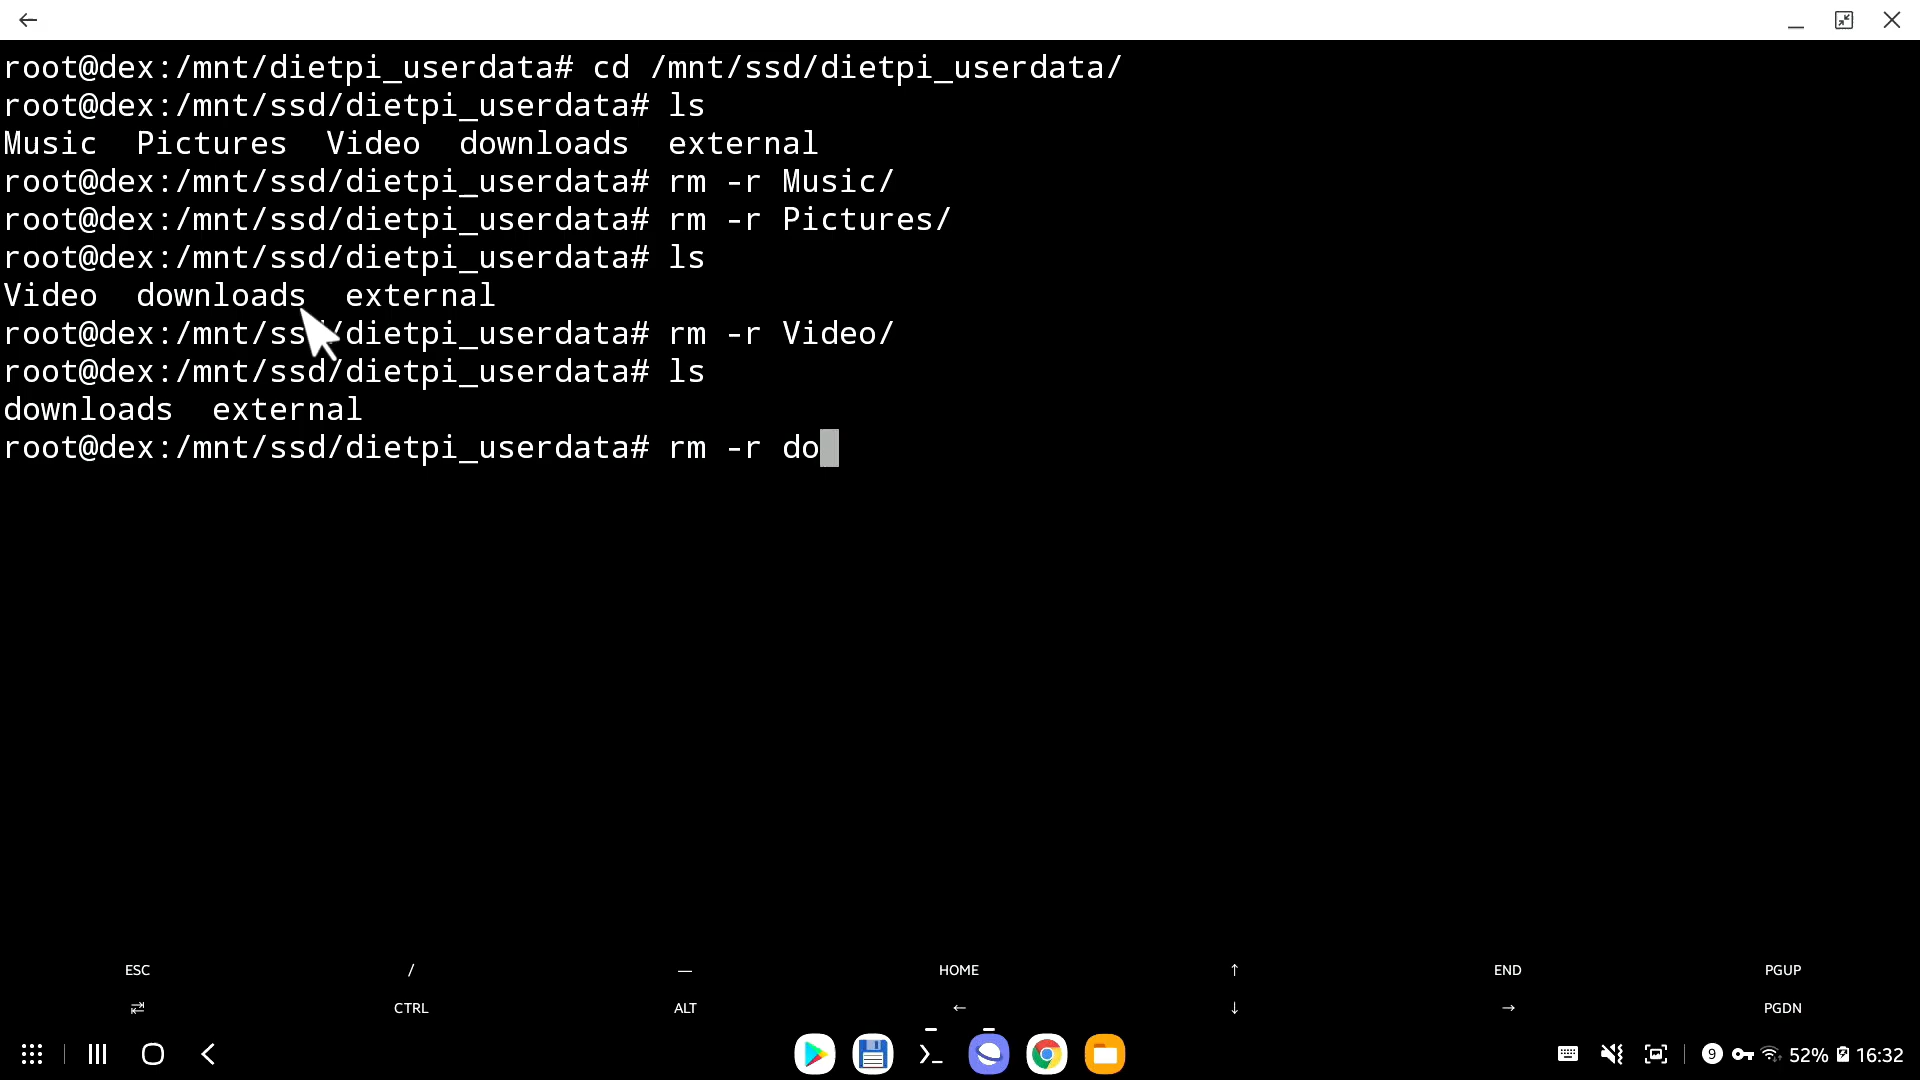 root@dex:/mnt/dietpi_userdata# cd /mnt/ssd/dietpi_userdata/
root@dex:/mnt/ssd/dietpi_userdata# ls
Music  Pictures  Video  downloads  external
root@dex:/mnt/ssd/dietpi_userdata# rm -r Music/
root@dex:/mnt/ssd/dietpi_userdata# rm -r Pictures/
root@dex:/mnt/ssd/dietpi_userdata# ls
Video  downloads  external
root@dex:/mnt/ssd/dietpi_userdata# rm -r Video/
root@dex:/mnt/ssd/dietpi_userdata# ls
downloads  external
root@dex:/mnt/ssd/dietpi_userdata# rm -r do
ESC / — HOME ↑ END PGUP
⇄ CTRL ALT ← ↓ → PGDN
9 52% 16:32